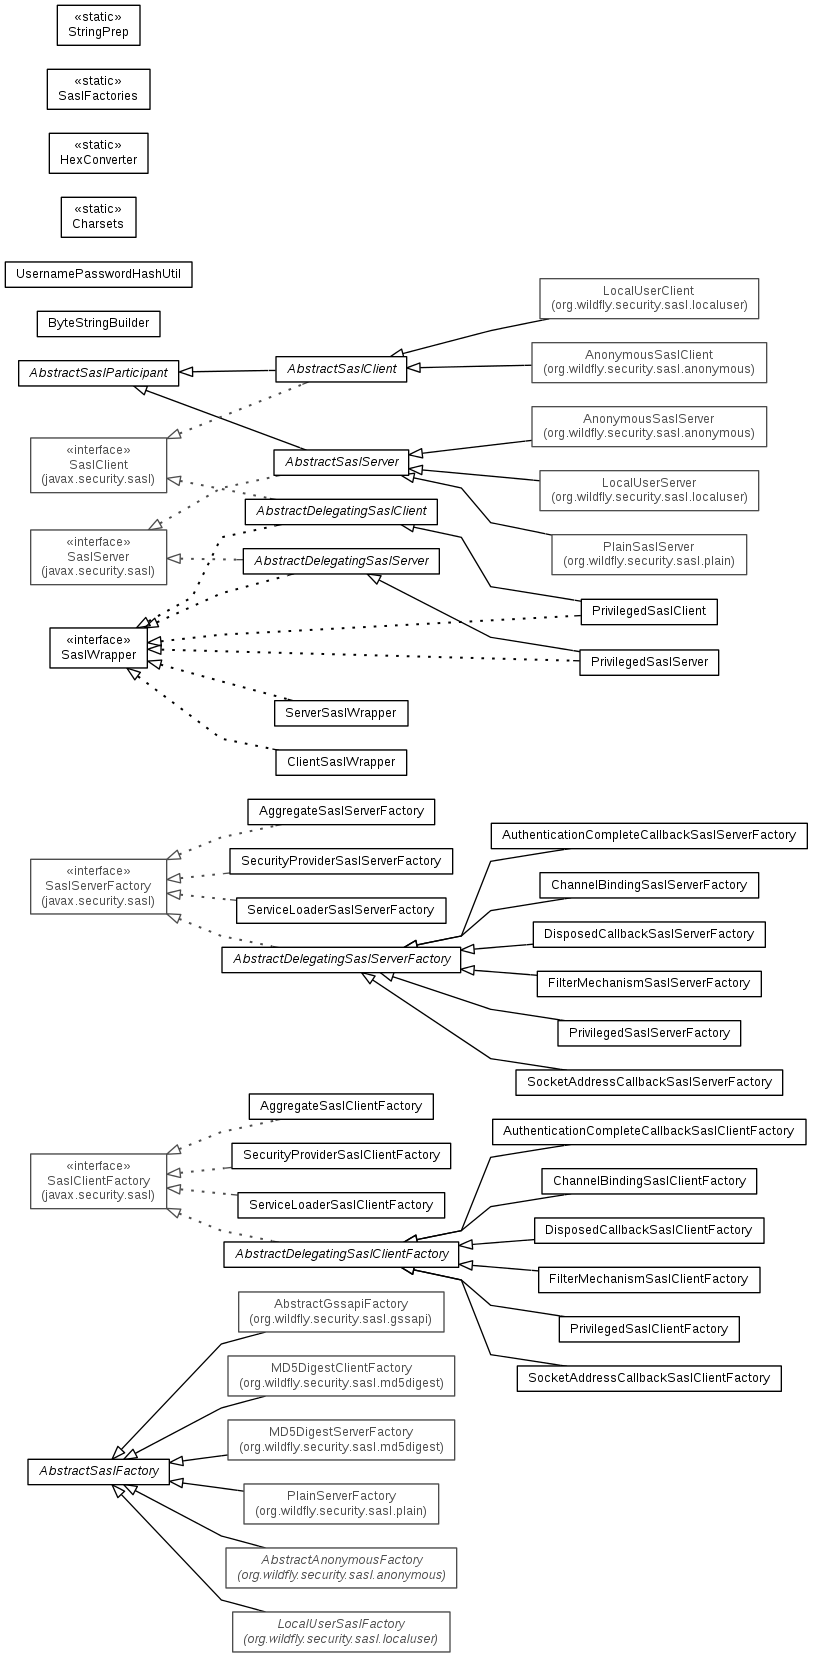 «static»
StringPrep
«static»
SaslFactories
«static»
HexConverter
«static»
Charsets
UsernamePasswordHashUtil
ByteStringBuilder
AbstractSaslParticipant
AbstractSaslClient
LocalUserClient
(org.wildfly.security.sasl.localuser)
AnonymousSaslClient
(org.wildfly.security.sasl.anonymous)
AnonymousSaslServer
(org.wildfly.security.sasl.anonymous)
«interface»
SaslClient
(javax.security.sasl)
AbstractSaslServer
LocalUserServer
(org.wildfly.security.sasl.localuser)
AbstractDelegatingSaslClient
«interface»
SaslServer
(javax.security.sasl)
AbstractDelegatingSaslServer
PlainSaslServer
(org.wildfly.security.sasl.plain)
PrivilegedSaslClient
«interface»
SaslWrapper
PrivilegedSaslServer
ServerSaslWrapper
ClientSaslWrapper
AggregateSaslServerFactory
AuthenticationCompleteCallbackSaslServerFactory
«interface»
SaslServerFactory
(javax.security.sasl)
SecurityProviderSaslServerFactory
ChannelBindingSaslServerFactory
ServiceLoaderSaslServerFactory
DisposedCallbackSaslServerFactory
AbstractDelegatingSaslServerFactory
FilterMechanismSaslServerFactory
PrivilegedSaslServerFactory
SocketAddressCallbackSaslServerFactory
AggregateSaslClientFactory
AuthenticationCompleteCallbackSaslClientFactory
«interface»
SaslClientFactory
(javax.security.sasl)
SecurityProviderSaslClientFactory
ChannelBindingSaslClientFactory
ServiceLoaderSaslClientFactory
DisposedCallbackSaslClientFactory
AbstractDelegatingSaslClientFactory
FilterMechanismSaslClientFactory
AbstractGssapiFactory
(org.wildfly.security.sasl.gssapi)
PrivilegedSaslClientFactory
MD5DigestClientFactory
(org.wildfly.security.sasl.md5digest)
SocketAddressCallbackSaslClientFactory
MD5DigestServerFactory
(org.wildfly.security.sasl.md5digest)
AbstractSaslFactory
PlainServerFactory
(org.wildfly.security.sasl.plain)
AbstractAnonymousFactory
(org.wildfly.security.sasl.anonymous)
LocalUserSaslFactory
(org.wildfly.security.sasl.localuser)